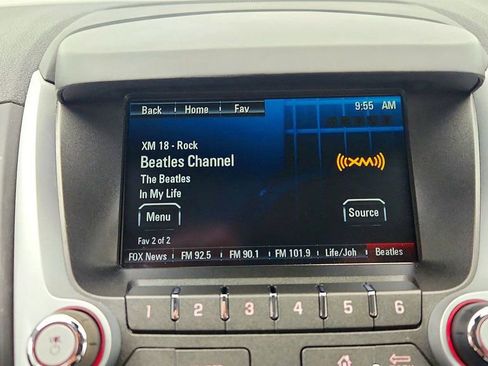 Back Home Fav 9:55 AM
XM 18 - Rock
Beatles Channel
The Beatles
((XM))
In My Life
Menu Source
Fav 2 of 2
FOX News FM 92.5 FM 90.1 FM 101.9 Life/Joh Beatles
1 2 3 4 5 6